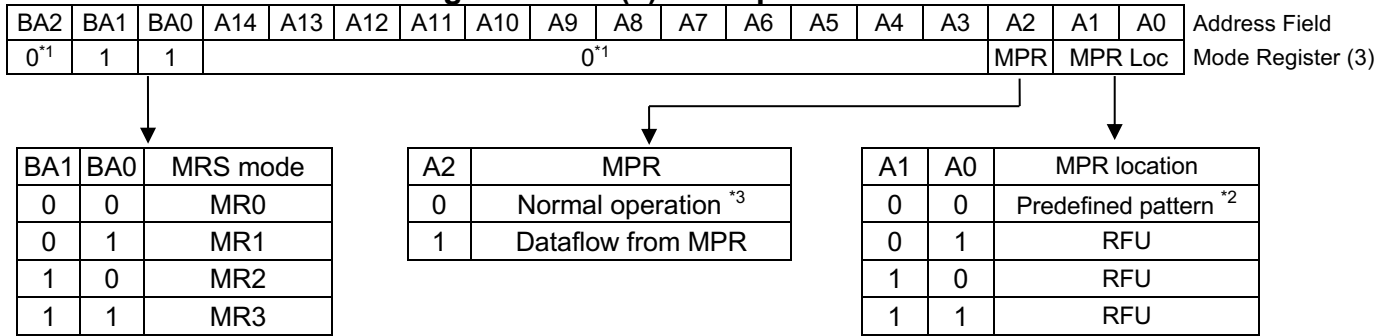 BA2 BA1 BA0 A14 A13 A12 A11 A10 A9 A8 A7 A6 A5 A4 A3 A2 A1 A0 Address Field
0*1 1 1 0*1 MPR MPR Loc Mode Register (3)
BA1 BA0 MRS mode
0 0 MR0
0 1 MR1
1 0 MR2
1 1 MR3
A2 MPR
0 Normal operation *3
1 Dataflow from MPR
A1 A0 MPR location
0 0 Predefined pattern *2
0 1 RFU
1 0 RFU
1 1 RFU